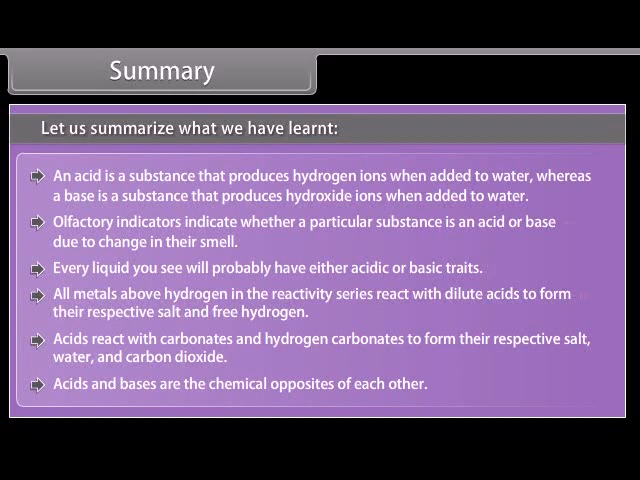 Summary
Let us summarize what we have learnt:
An acid is a substance that produces hydrogen ions when added to water, whereas
a base is a substance that produces hydroxide ions when added to water.
Olfactory indicators indicate whether a particular substance is an acid or base
due to change in their smell.
Every liquid you see will probably have either acidic or basic traits.
All metals above hydrogen in the reactivity series react with dilute acids to form
their respective salt and free hydrogen.
Acids react with carbonates and hydrogen carbonates to form their respective salt,
water, and carbon dioxide.
Acids and bases are the chemical opposites of each other.